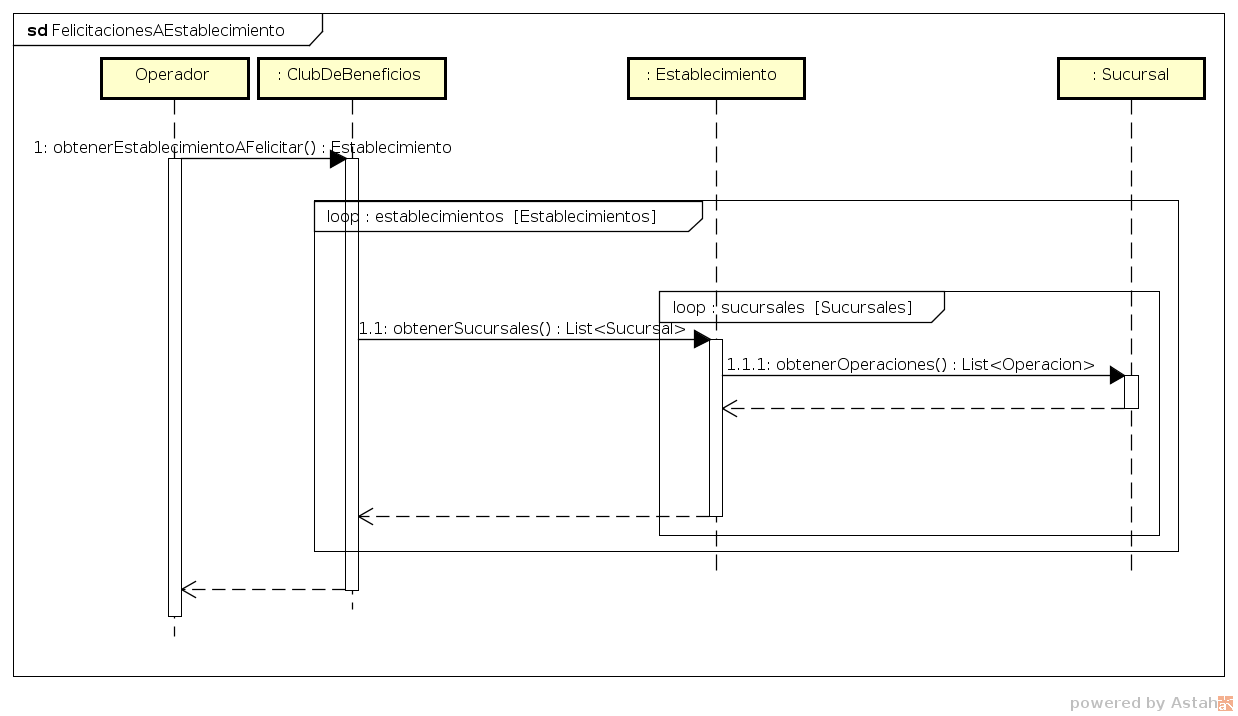 sd FelicitacionesAEstablecimiento
Operador
: ClubDeBeneficios
: Establecimiento
: Sucursal
1: obtenerEstablecimientoAFelicitar() : Establecimiento
loop : establecimientos [Establecimientos]
loop : sucursales [Sucursales]
1.1: obtenerSucursales() : List<Sucursal>
1.1.1: obtenerOperaciones() : List<Operacion>
powered by Astah